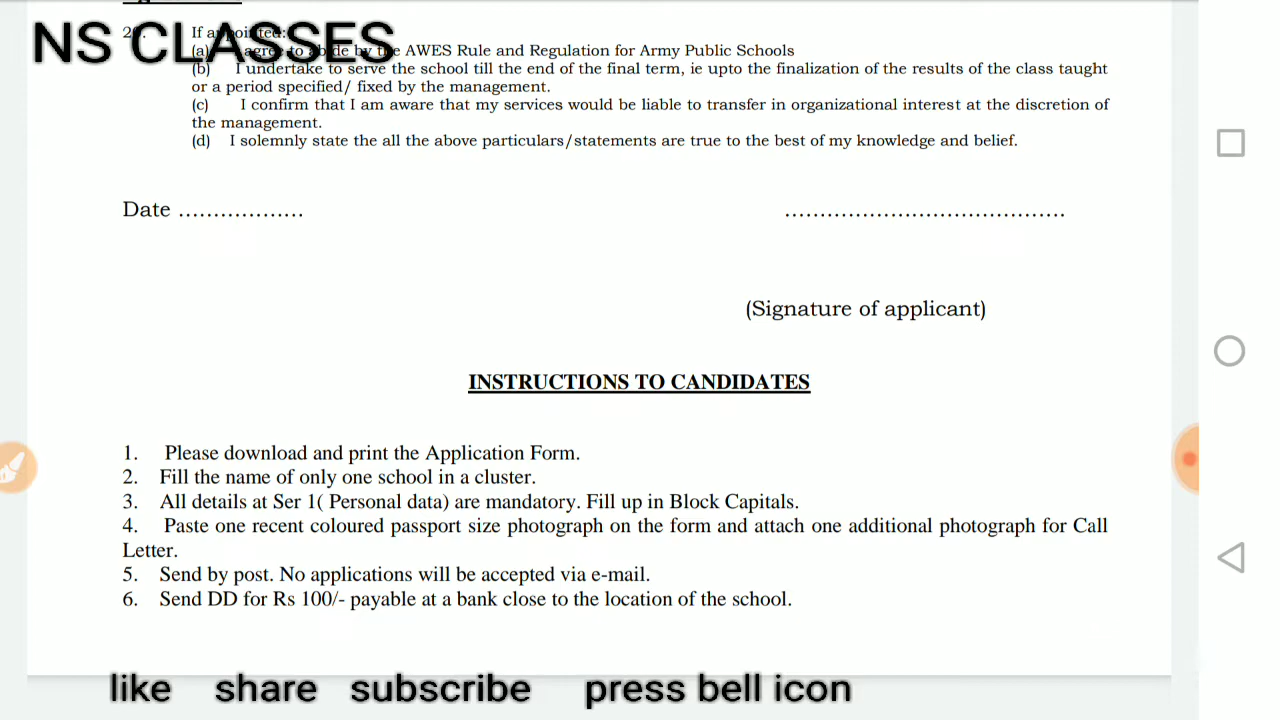 NS CLASSES
If appointed:
(a) I agree to abide by the AWES Rule and Regulation for Army Public Schools
(b) I undertake to serve the school till the end of the final term, ie upto the finalization of the results of the class taught
or a period specified/ fixed by the management.
(c) I confirm that I am aware that my services would be liable to transfer in organizational interest at the discretion of
the management.
(d) I solemnly state the all the above particulars/statements are true to the best of my knowledge and belief.
Date .................. ........................................
(Signature of applicant)
INSTRUCTIONS TO CANDIDATES
1. Please download and print the Application Form.
2. Fill the name of only one school in a cluster.
3. All details at Ser 1( Personal data) are mandatory. Fill up in Block Capitals.
4. Paste one recent coloured passport size photograph on the form and attach one additional photograph for Call
Letter.
5. Send by post. No applications will be accepted via e-mail.
6. Send DD for Rs 100/- payable at a bank close to the location of the school.
like share subscribe press bell icon